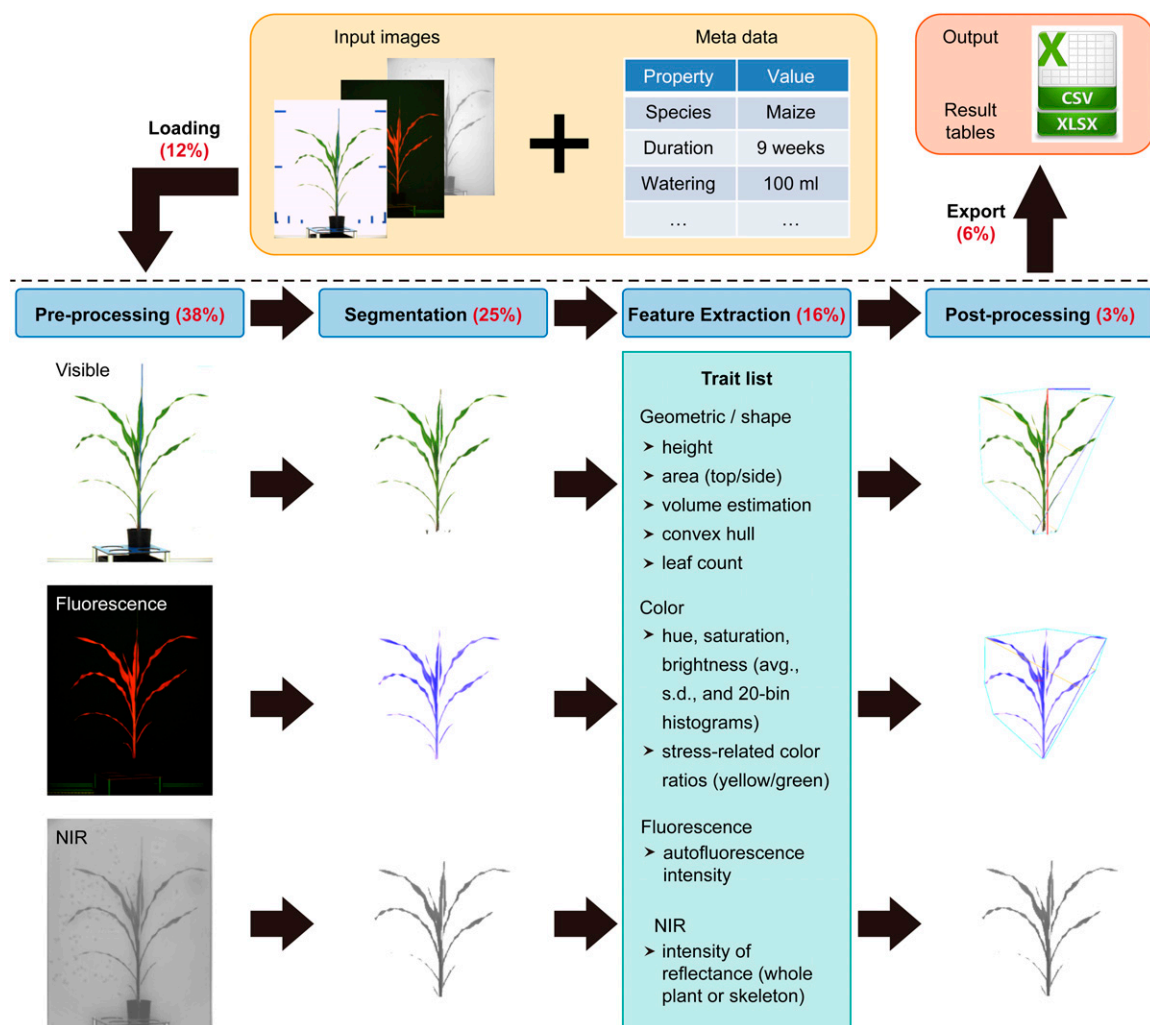 Input images
Meta data
Property Value
Species Maize
Duration 9 weeks
Watering 100 ml
... ...
Output
Result
tables
X
CSV
XLSX
Loading
(12%)
Export
(6%)
Pre-processing (38%)
Segmentation (25%)
Feature Extraction (16%)
Post-processing (3%)
Visible
Fluorescence
NIR
Trait list
Geometric / shape
➤ height
➤ area (top/side)
➤ volume estimation
➤ convex hull
➤ leaf count
Color
➤ hue, saturation,
brightness (avg.,
s.d., and 20-bin
histograms)
➤ stress-related color
ratios (yellow/green)
Fluorescence
➤ autofluorescence
intensity
NIR
➤ intensity of
reflectance (whole
plant or skeleton)